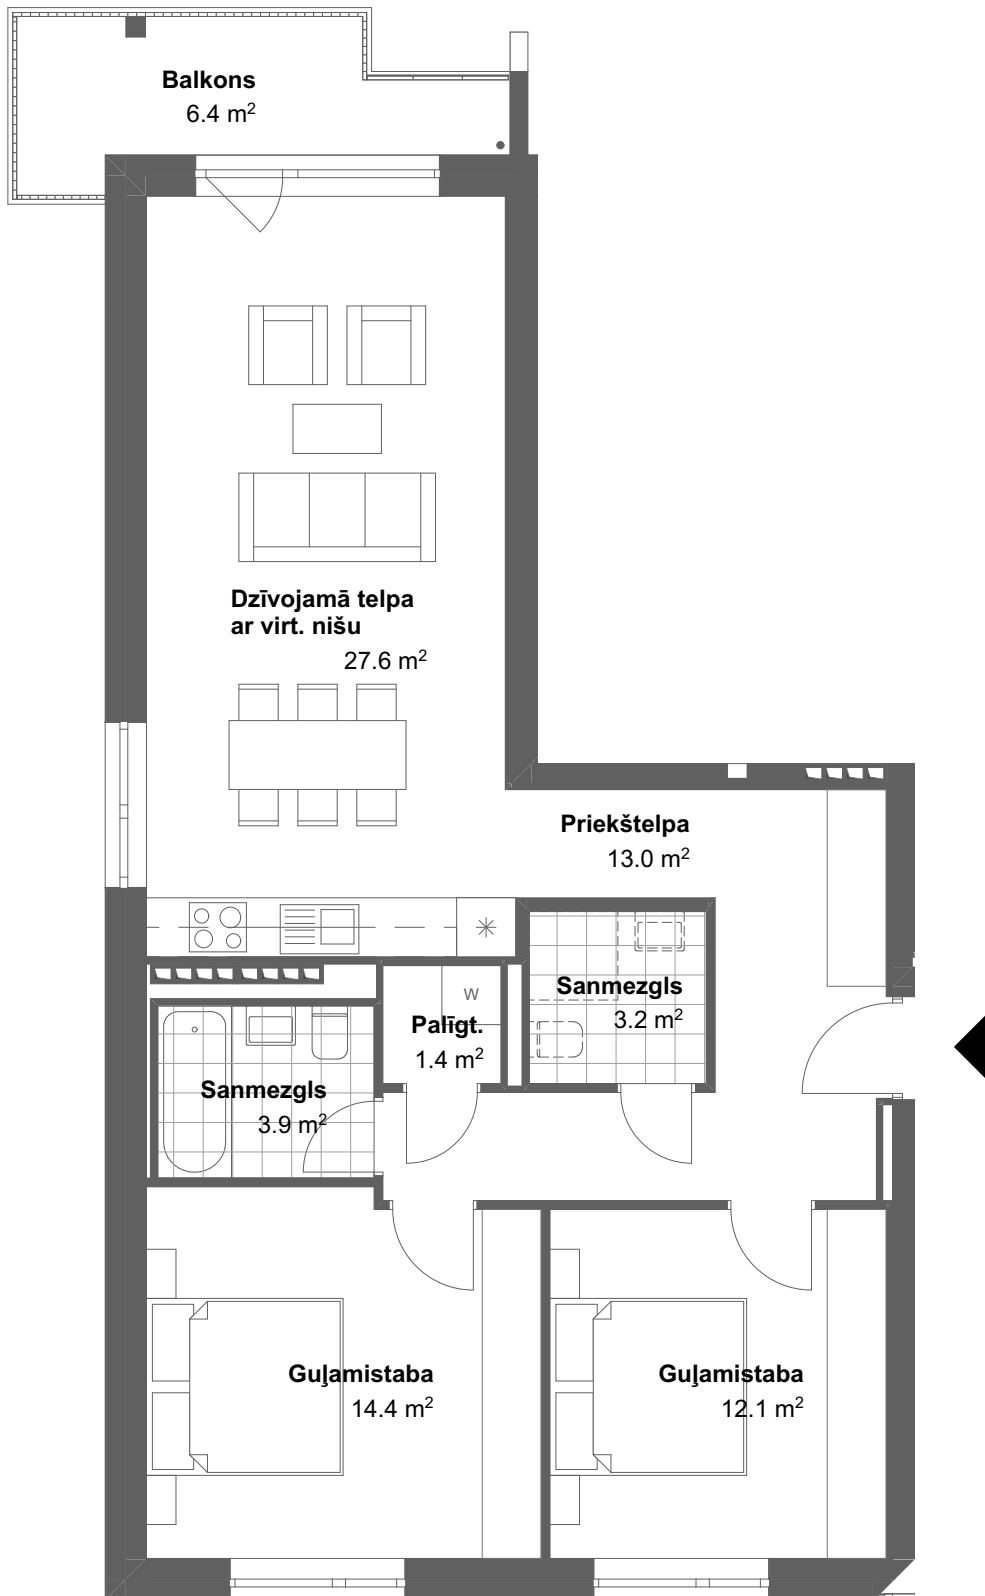 Balkons
6.4 m²
Dzīvojamā telpa
ar virt. nišu
27.6 m²
Priekštelpa
13.0 m²
Sanmezgls
3.2 m²
W
Palīgt.
1.4 m²
Sanmezgls
3.9 m²
Guļamistaba
14.4 m²
Guļamistaba
12.1 m²